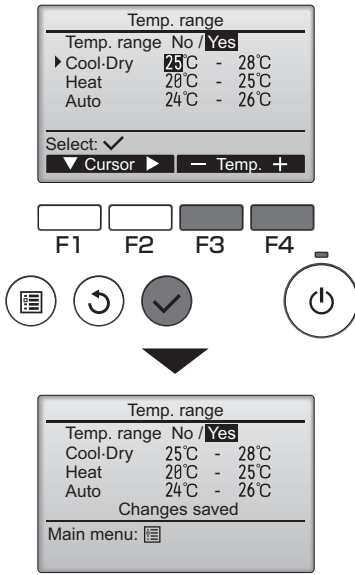 Temp. range
Temp. range No / Yes
Cool·Dry 25°C - 28°C
Heat 20°C - 25°C
Auto 24°C - 26°C
Select: ✓
▼ Cursor ▶ − Temp. +
F1 F2 F3 F4
Temp. range
Temp. range No / Yes
Cool·Dry 25°C - 28°C
Heat 20°C - 25°C
Auto 24°C - 26°C
Changes saved
Main menu: